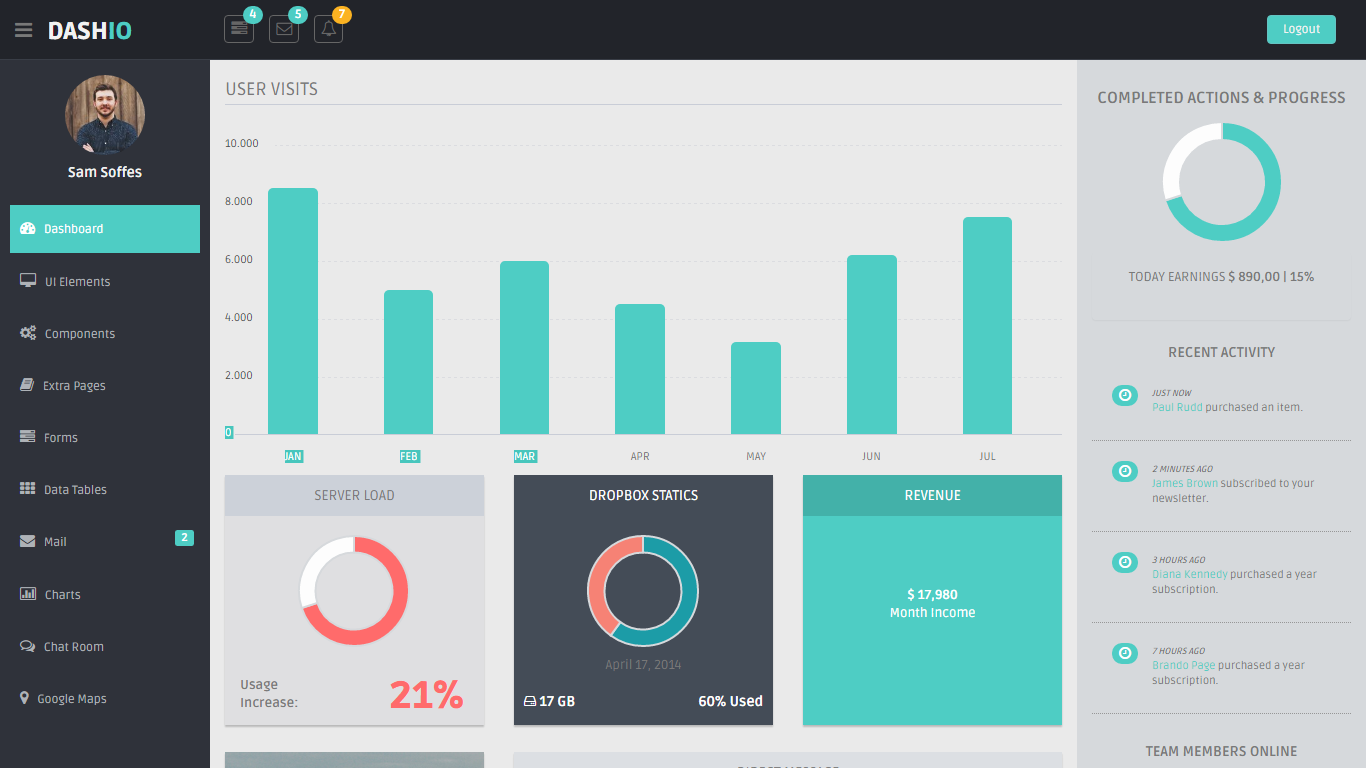 DASHIO
4
5
7
Logout
Sam Soffes
Dashboard
UI Elements
Components
Extra Pages
Forms
Data Tables
Mail
2
Charts
Chat Room
Google Maps
USER VISITS
10.000
8.000
6.000
4.000
2.000
0
JAN FEB MAR APR MAY JUN JUL
SERVER LOAD
Usage
Increase:
21%
DROPBOX STATICS
April 17, 2014
17 GB
60% Used
REVENUE
$ 17,980
Month Income
COMPLETED ACTIONS & PROGRESS
TODAY EARNINGS $ 890,00 | 15%
RECENT ACTIVITY
JUST NOW
Paul Rudd purchased an item.
2 MINUTES AGO
James Brown subscribed to your
newsletter.
3 HOURS AGO
Diana Kennedy purchased a year
subscription.
7 HOURS AGO
Brando Page purchased a year
subscription.
TEAM MEMBERS ONLINE